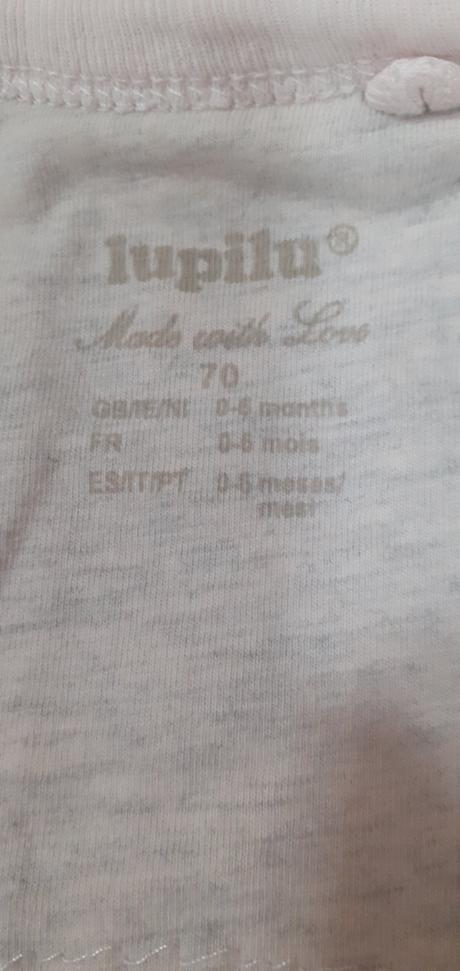 lupilu®
Made with Love
70
GB/IE/NI 0-6 months
FR 0-6 mois
ES/IT/PT 0-6 meses/
mesi